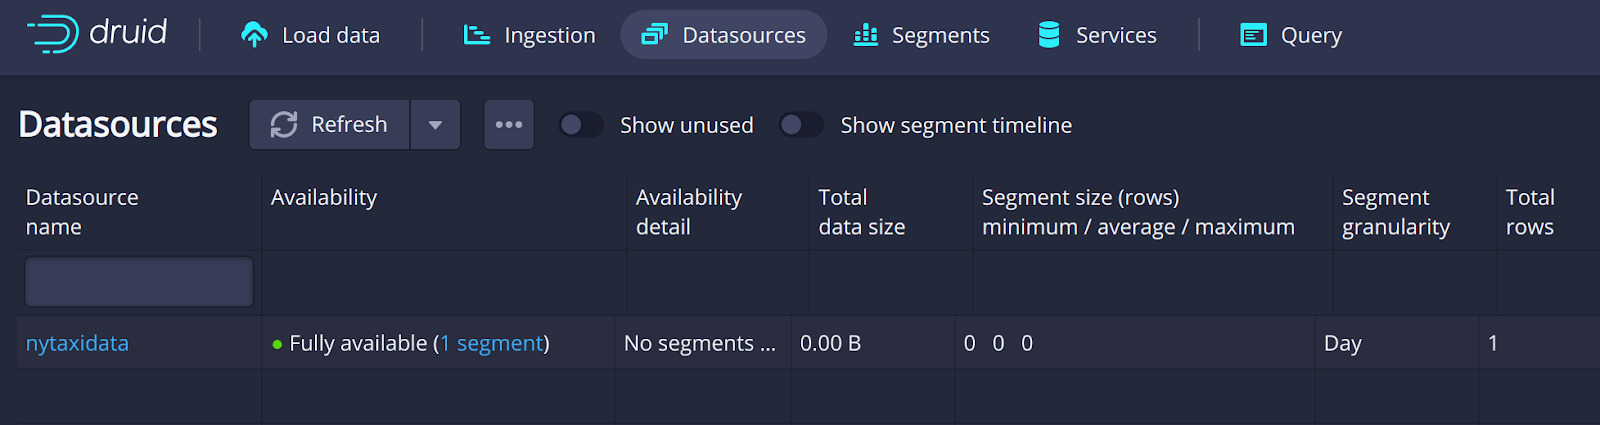 druid Load data Ingestion Datasources Segments Services Query
Datasources Refresh Show unused Show segment timeline
Datasource name Availability Availability detail Total data size Segment size (rows) minimum / average / maximum Segment granularity Total rows
nytaxidata Fully available (1 segment) No segments ... 0.00 B 0 0 0 Day 1